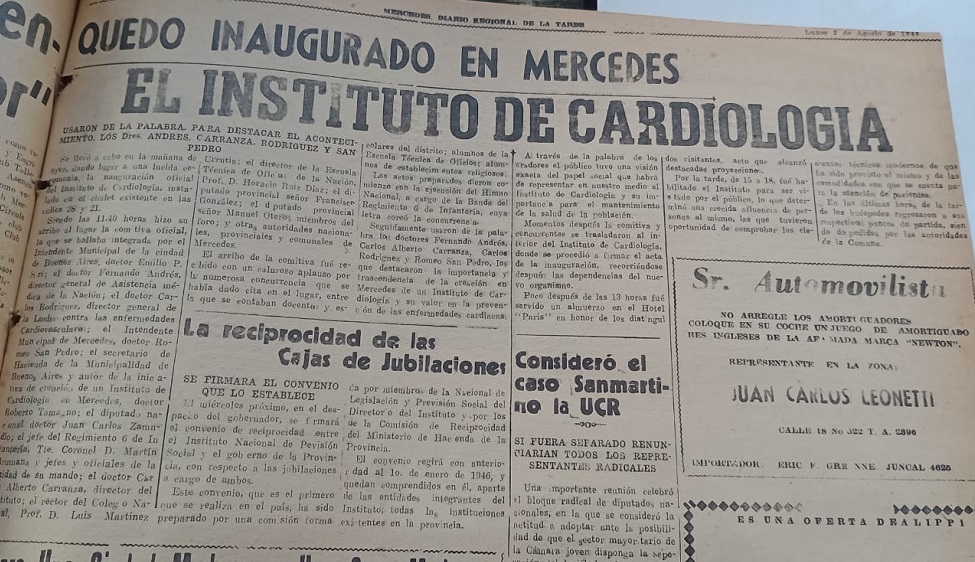 en-
or"
MERCEDES, DIARIO REGIONAL DE LA TARDE
Lunes
de Agosto de
QUEDO INAUGURADO EN MERCEDES
EL INSTITUTO DE CARDIOLOGIA
USARON DE LA PALABRA, PARA DESTACAR EL ACONTECI-
MIENTO, LOS Dres. ANDRES, CARRANZA, RODRIGUEZ Y SAN
PEDRO
Se llevó a cabo en la mañana de
ayer, dando lugar a una lucida ce-
remonia, la inauguración oficial
del Instituto de Cardiología, insta-
lado en el chalet existente en las
calles 28 y 21.
Siendo las 11.40 horas hizo su
arribo al lugar la comitiva oficial,
la que se hallaba integrada por el
Intendente Municipal de la ciudad
de Buenos Aires, doctor Emilio P.
Siri; el doctor Fernando Andrés,
director general de Asistencia mé-
dica de la Nación; el doctor Car-
los Rodríguez, director general de
la Lucha contra las enfermedades
Cardiovasculares; el Intendente
Municipal de Mercedes, doctor Ro-
meo San Pedro; el secretario de
Hacienda de la Municipalidad de
Buenos Aires y autor de la inicia-
tiva de creación de un Instituto de
Cardiología en Mercedes, doctor
Roberto Tamagno; el diputado na-
cional doctor Juan Carlos Zamu-
dio; el jefe del Regimiento 6 de In-
fantería, Tte. Coronel D. Martín
y jefes y oficiales de la
unidad de su mando; el doctor Car-
los Alberto Carranza, director del
Instituto; el rector del Colegio Na-
cional, Prof. D. Luis Martinez
Urrutia; el director de la Escuela
Técnica de Oficios de la Nación,
Prof. D. Horacio Ruiz Diaz; el di-
putado provincial señor Francisco
González; el diputado provincial
señor Manuel Otero; miembros del
foro; y otras autoridades naciona-
les, provinciales y comunales de
Mercedes.
El arribo de la comitiva fué re-
cibido con un caluroso aplauso por
la numerosa concurrencia que se
había dado cita en el lugar, entre
la que se contaban docente; y es-
colares del distrito; alumnos de la
Escuela Técnica de Oficios; alumnos
establecimientos religiosos.
Los actos preparados dieron co-
mienzo con la ejecución del Himno
Nacional, a cargo de la Banda del
Regimiento 6 de Infantería, cuya
letra coreó la concurrencia.
Seguidamente usaron de la pala-
bra los doctores Fernando Andrés,
Carlos Alberto Carranza, Carlos
Rodríguez y Romeo San Pedro, los
que destacaron la importancia y
trascendencia de la creación en
Mercedes de un Instituto de Car-
diología y su valor en la preven-
ción de las enfermedades cardíacas.
A través de la palabra de los
oradores el público tuvo una visión
exacta del papel social que habrá
de representar en nuestro medio el
Instituto de Cardiología y su im-
portancia para el mantenimiento
de la salud de la población.
Momentos después la comitiva y
concurrentes se trasladaron al in-
terior del Instituto de Cardiología,
donde se procedió a firmar el acta
de la inauguración, recorriéndose
después las dependencias del nue-
vo organismo.
Poco después de las 13 horas fué
servido un almuerzo en el Hotel
"París" en honor de los distingui-
dos visitantes, acto que alcanzó
destacadas proyecciones.
Por la tarde, de 15 a 18, fué ha-
bilitado el Instituto para ser vi-
sitado por el público, lo que deter-
minó una crecida afluencia de per-
sonas al mismo, las que tuvieron
oportunidad de comprobar los ele-
mentos técnicos modernos de que
ha sido provisto el mismo y de las
comodidades con que se cuenta pa-
ra la atención de pacientes.
En las últimas horas, de la tar-
de los huéspedes regresaron a sus
respectivos puntos de partida, sien-
do despedidos por las autoridades
de la Comuna.
La reciprocidad de las
Cajas de Jubilaciones
SE FIRMARA EL CONVENIO
QUE LO ESTABLECE
El miércoles próximo, en el des-
pacho del gobernador, se firmará
el convenio de reciprocidad entre
el Instituto Nacional de Pevisión
Social y el gobierno de la Provin-
cia, con respecto a las jubilaciones
a cargo de ambos.
Este convenio, que es el primero
que se realiza en el país, ha sido
preparado por una comisión forma-
da por miembros de la Nacional de
Legislación y Previsión Social del
Directorio del Instituto y por los
de la Comisión de Reciprocidad
del Ministerio de Hacienda de la
Provincia.
El convenio regirá con anterio-
ridad al 1o. de enero de 1946, y
quedan comprendidos en él, aparte
de las entidades integrantes del
Instituto, todas las instituciones
existentes en la provincia.
Consideró el
caso Sanmarti-
no la UCR
SI FUERA SEPARADO RENUN-
CIARIAN TODOS LOS REPRE-
SENTANTES RADICALES
Una importante reunión celebró
el bloque radical de diputados na-
cionales, en la que se consideró la
actitud a adoptar ante la posibili-
dad de que el sector mayoritario de
la Cámara joven disponga la sepa-
Sr. Automovilista
NO ARREGLE LOS AMORTIGUADORES
COLOQUE EN SU COCHE UN JUEGO DE AMORTIGUADO
RES INGLESES DE LA AFAMADA MARCA "NEWTON".
REPRESENTANTE EN LA ZONA:
JUAN CARLOS LEONETTI
CALLE 18 No 522 T. A. 2396
IMPORTADOR: ERIC F. GREENNE, JUNCAL 4625
ES UNA OFERTA DE ALIPPI